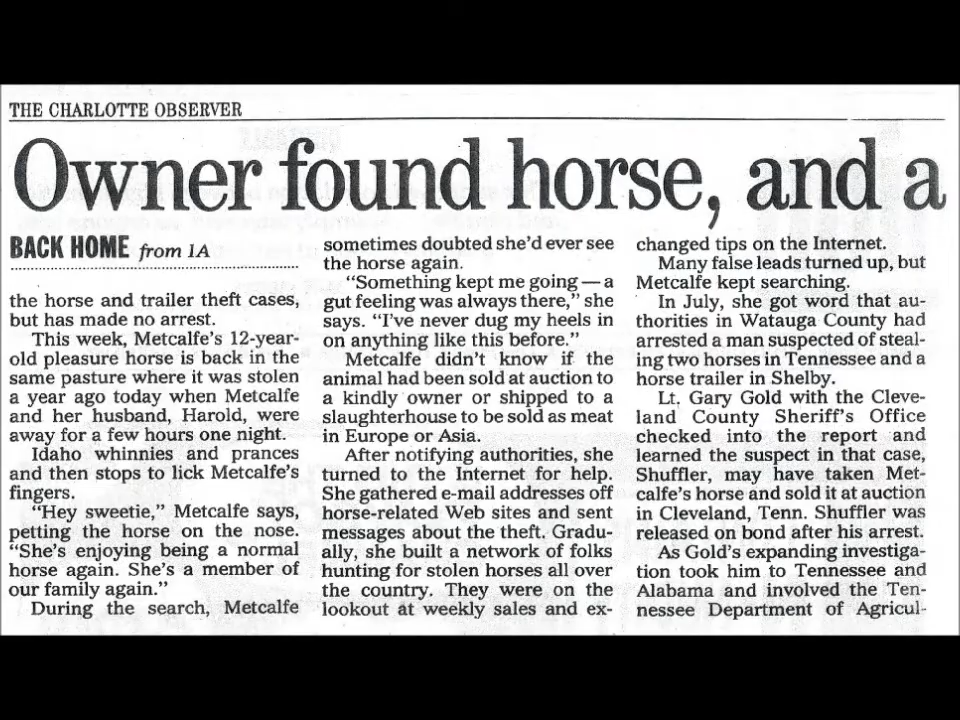 THE CHARLOTTE OBSERVER
Owner found horse, and a
BACK HOME from 1A
the horse and trailer theft cases,
but has made no arrest.
This week, Metcalfe's 12-year-
old pleasure horse is back in the
same pasture where it was stolen
a year ago today when Metcalfe
and her husband, Harold, were
away for a few hours one night.
Idaho whinnies and prances
and then stops to lick Metcalfe's
fingers.
"Hey sweetie," Metcalfe says,
petting the horse on the nose.
"She's enjoying being a normal
horse again. She's a member of
our family again."
During the search, Metcalfe
sometimes doubted she'd ever see
the horse again.
"Something kept me going — a
gut feeling was always there," she
says. "I've never dug my heels in
on anything like this before."
Metcalfe didn't know if the
animal had been sold at auction to
a kindly owner or shipped to a
slaughterhouse to be sold as meat
in Europe or Asia.
After notifying authorities, she
turned to the Internet for help.
She gathered e-mail addresses off
horse-related Web sites and sent
messages about the theft. Gradu-
ally, she built a network of folks
hunting for stolen horses all over
the country. They were on the
lookout at weekly sales and ex-
changed tips on the Internet.
Many false leads turned up, but
Metcalfe kept searching.
In July, she got word that au-
thorities in Watauga County had
arrested a man suspected of steal-
ing two horses in Tennessee and a
horse trailer in Shelby.
Lt. Gary Gold with the Cleve-
land County Sheriff's Office
checked into the report and
learned the suspect in that case,
Shuffler, may have taken Met-
calfe's horse and sold it at auction
in Cleveland, Tenn. Shuffler was
released on bond after his arrest.
As Gold's expanding investiga-
tion took him to Tennessee and
Alabama and involved the Ten-
nessee Department of Agricul-